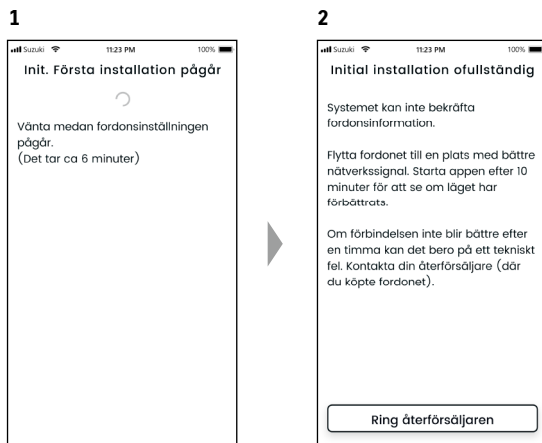 1
Suzuki 11:23 PM 100%
Init. Första installation pågår
Vänta medan fordonsinställningen
pågår.
(Det tar ca 6 minuter)
2
Suzuki 11:23 PM 100%
Initial installation ofullständig
Systemet kan inte bekräfta
fordonsinformation.
Flytta fordonet till en plats med bättre
nätverkssignal. Starta appen efter 10
minuter för att se om läget har
förbättrats.
Om förbindelsen inte blir bättre efter
en timma kan det bero på ett tekniskt
fel. Kontakta din återförsäljare (där
du köpte fordonet).
Ring återförsäljaren